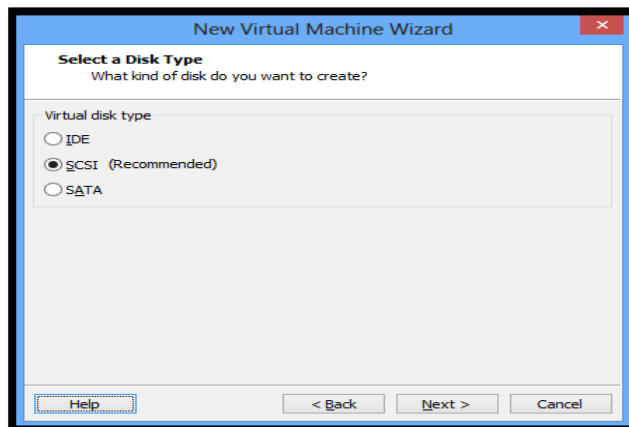 New Virtual Machine Wizard
Select a Disk Type
What kind of disk do you want to create?
Virtual disk type
IDE
SCSI (Recommended)
SATA
Help < Back Next > Cancel